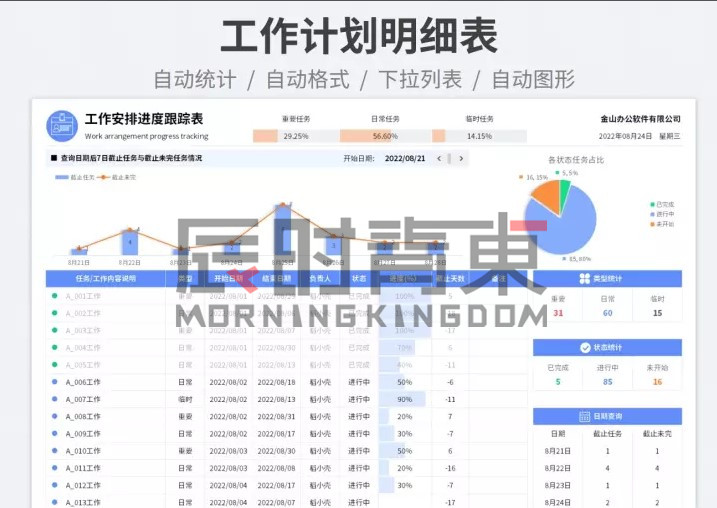 工作计划明细表
自动统计 / 自动格式 / 下拉列表 / 自动图形
工作安排进度跟踪表
Work arrangement progress tracking
重要任务 日常任务 临时任务
29.25% 56.60% 14.15%
金山办公软件有限公司
2022年08月24日 星期三
■ 查询日期后7日截止任务与截止未完任务情况
开始日期: 2022/08/21 < >
截止任务 截止未完
8月21日 8月22日 8月23日 8月24日 8月25日 8月26日 8月27日 8月28日
各状态任务占比
16, 15% 5, 5%
85, 80%
已完成
进行中
未开始
MORNINGKINGDOM
任务/工作内容说明 类型 开始日期 结束日期 负责人 状态 截止天数
A_001工作 重要 2022/08/01 已完成 100% 5
A_002工作
A_003工作 重要 2022/08/01 2022/08/07 稻小壳 已完成 100% -17
A_004工作 日常 2022/08/01 2022/08/30 稻小壳 已完成 75% 6
A_005工作 日常 2022/08/01 2022/08/13 稻小壳 已完成 40% -11
A_006工作 日常 2022/08/02 2022/08/18 稻小壳 进行中 50% -6
A_007工作 临时 2022/08/02 2022/08/13 稻小壳 进行中 90% -11
A_008工作 重要 2022/08/02 2022/08/31 稻小壳 进行中 20% 7
A_009工作 日常 2022/08/02 2022/08/17 稻小壳 进行中 30% -7
A_010工作 重要 2022/08/03 2022/08/30 稻小壳 进行中 50% 6
A_011工作 日常 2022/08/03 2022/08/08 稻小壳 进行中 20% -16
A_012工作 日常 2022/08/04 2022/08/17 稻小壳 进行中 30% -7
A_013工作 日常 2022/08/04 2022/08/07 稻小壳 进行中 -17
类型统计
重要 日常 临时
31 60 15
状态统计
已完成 进行中 未开始
5 85 16
日期查询
日期 截止任务 截止未完
8月21日 1 1
8月22日 4 4
8月23日 1 1
8月24日 2 2